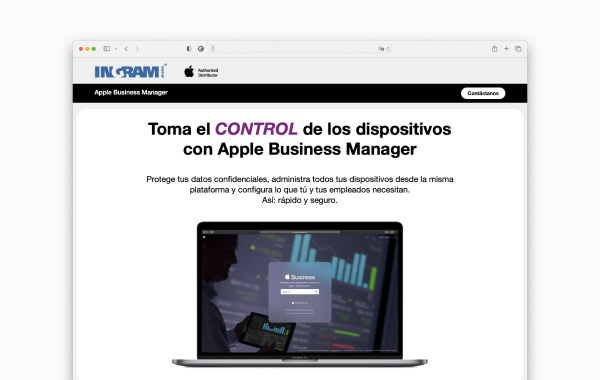 INGRAM
Authorized
Distributor
Apple Business Manager
Contáctanos
Toma el CONTROL de los dispositivos
con Apple Business Manager
Protege tus datos confidenciales, administra todos tus dispositivos desde la misma
plataforma y configura lo que tú y tus empleados necesitan.
Así: rápido y seguro.
Business